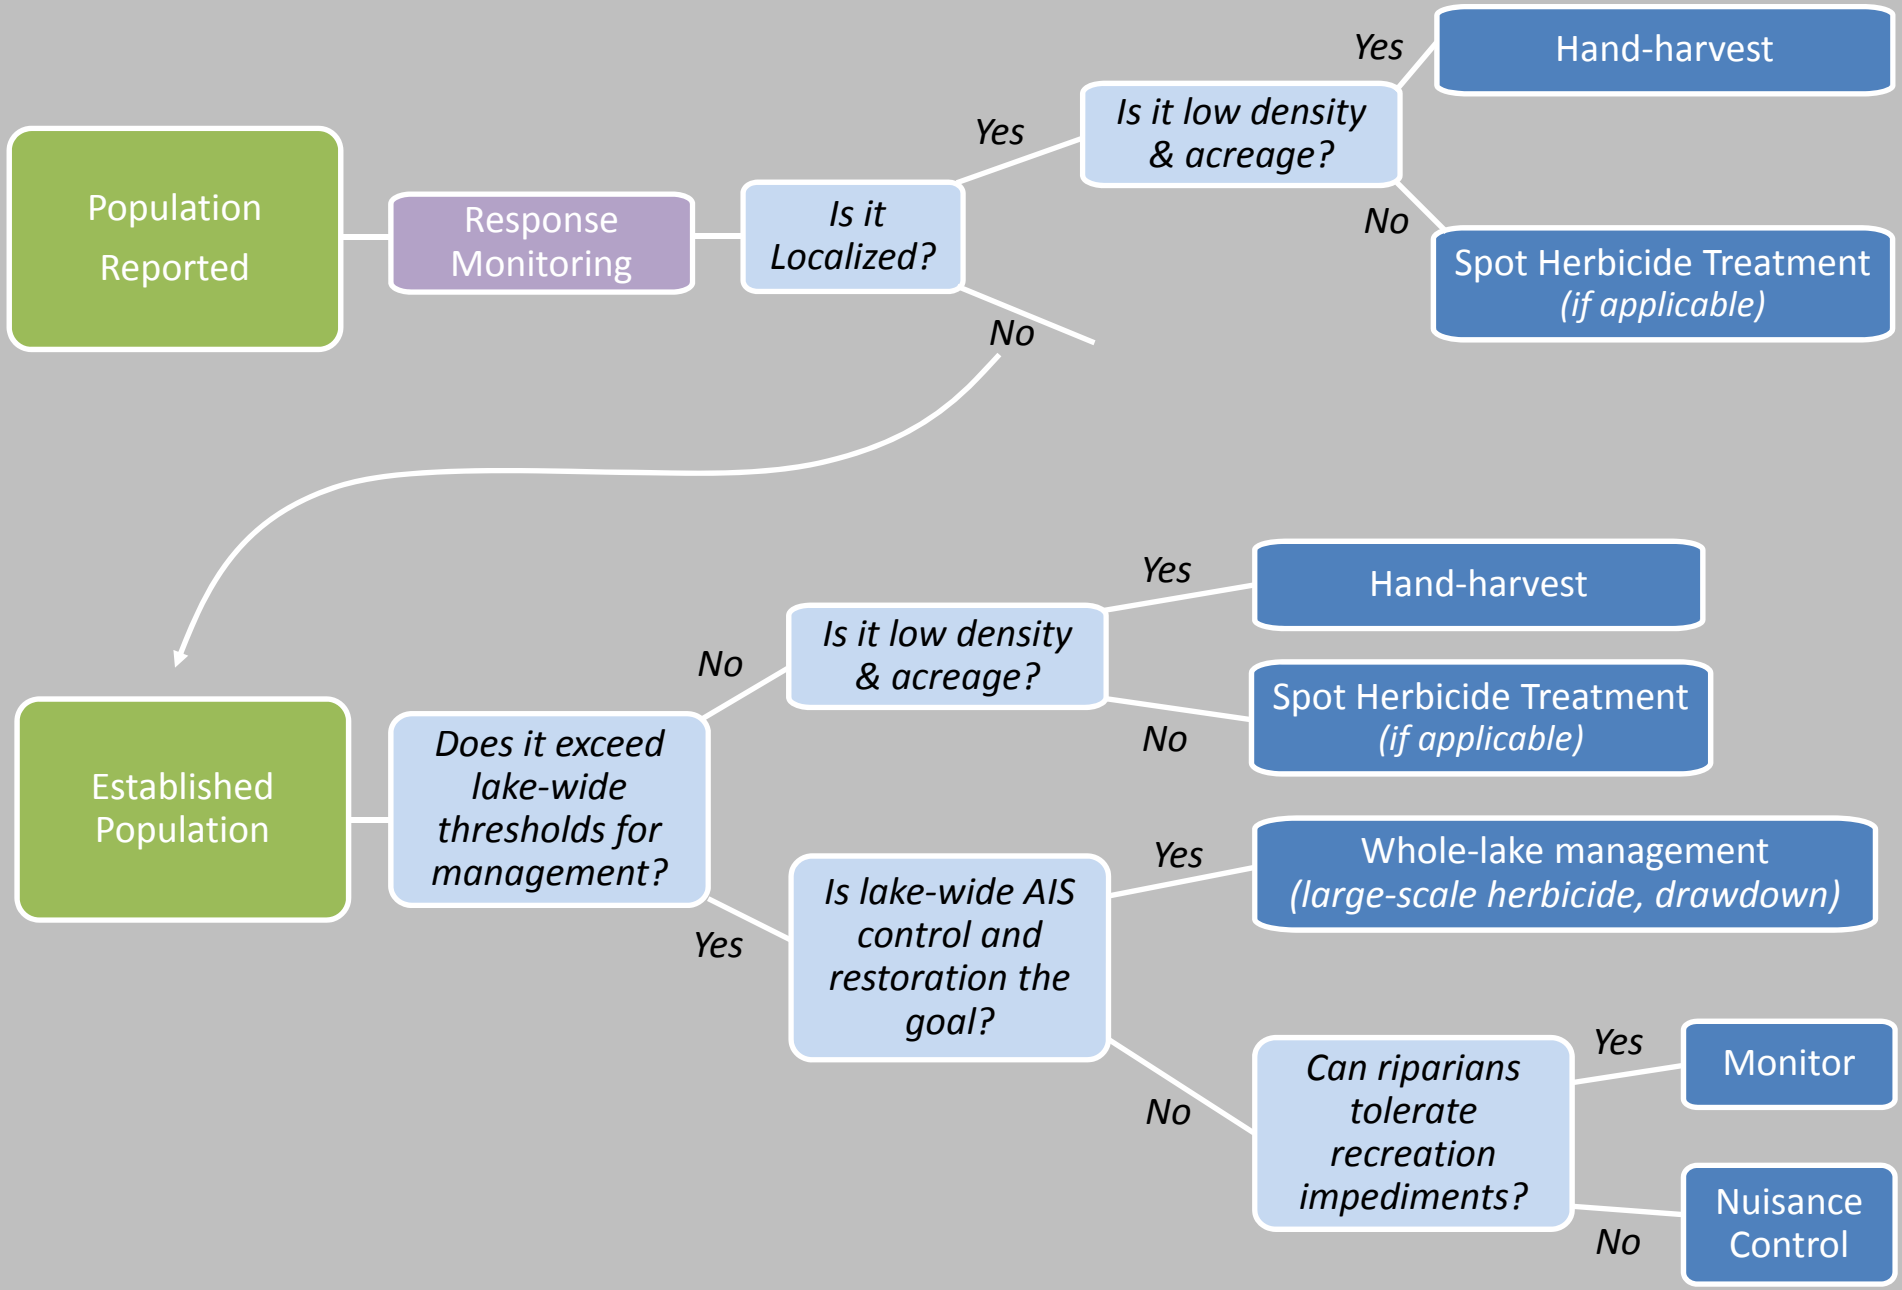 Population
Reported
Response
Monitoring
Is it
Localized?
Yes
Is it low density
& acreage?
Yes
Hand-harvest
No
Spot Herbicide Treatment
(if applicable)
No
Established
Population
Does it exceed
lake-wide
thresholds for
management?
No
Is it low density
& acreage?
Yes
Hand-harvest
No
Spot Herbicide Treatment
(if applicable)
Yes
Is lake-wide AIS
control and
restoration the
goal?
Yes
Whole-lake management
(large-scale herbicide, drawdown)
No
Can riparians
tolerate
recreation
impediments?
Yes
Monitor
No
Nuisance
Control